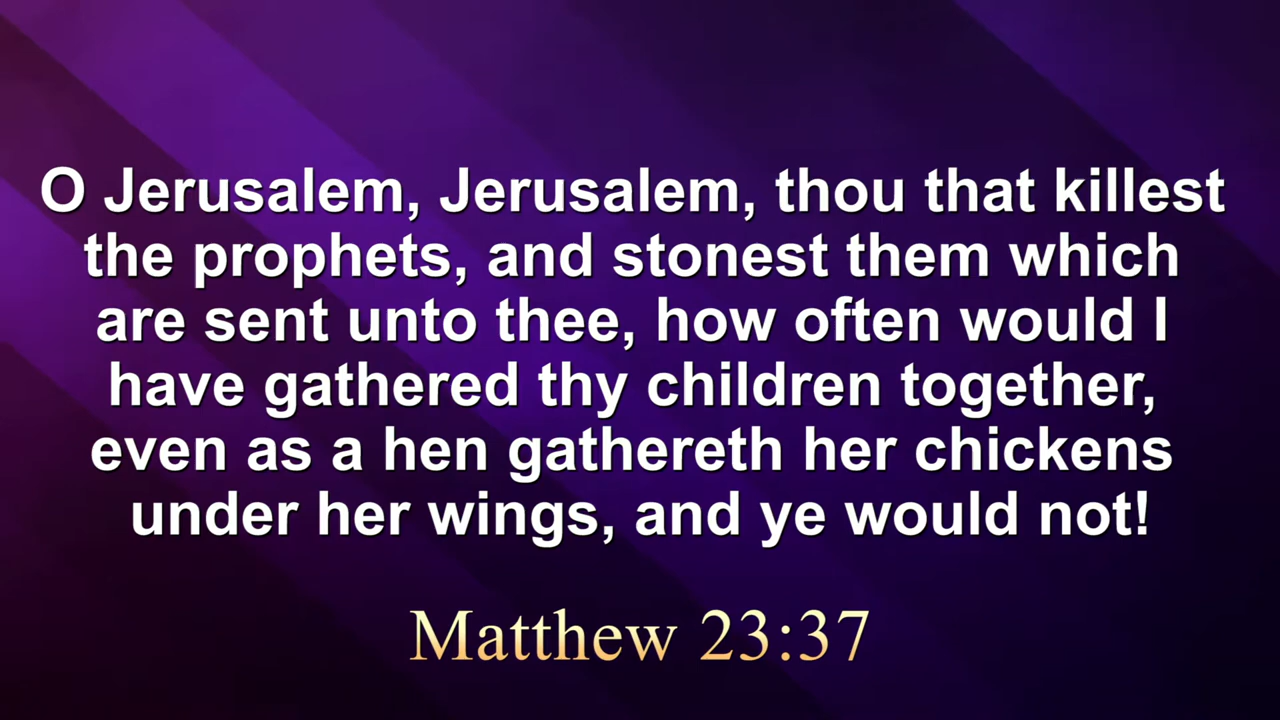 O Jerusalem, Jerusalem, thou that killest
the prophets, and stonest them which
are sent unto thee, how often would I
have gathered thy children together,
even as a hen gathereth her chickens
under her wings, and ye would not!
Matthew 23:37